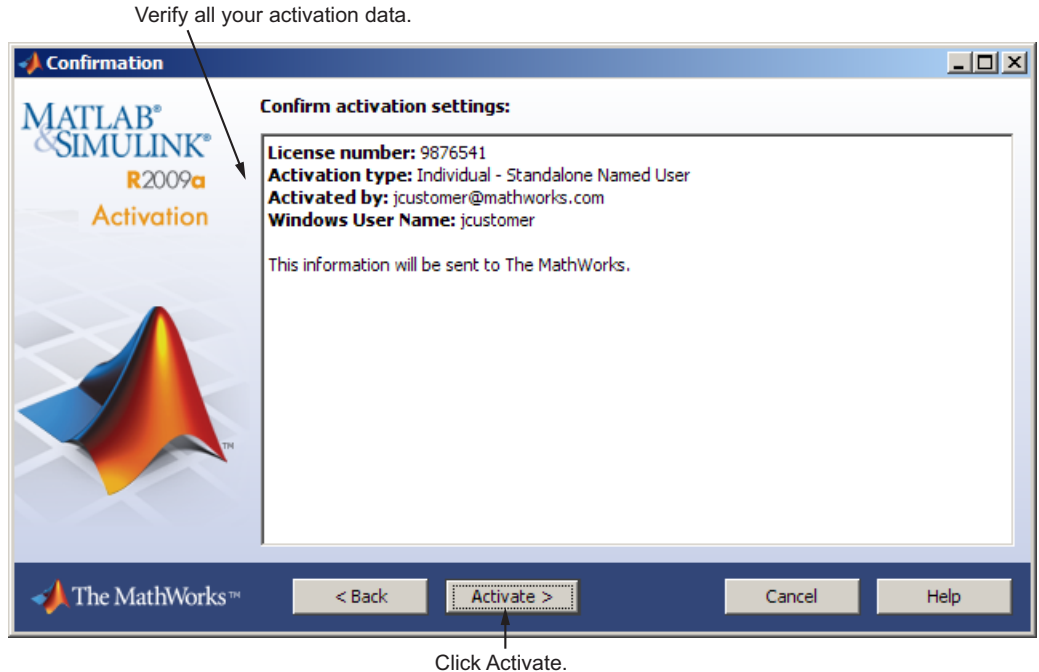 Verify all your activation data.
Confirmation
MATLAB®
&SIMULINK®
R2009a
Activation
TM
Confirm activation settings:
License number: 9876541
Activation type: Individual - Standalone Named User
Activated by: jcustomer@mathworks.com
Windows User Name: jcustomer
This information will be sent to The MathWorks.
The MathWorks™
< Back
Activate >
Cancel
Help
Click Activate.